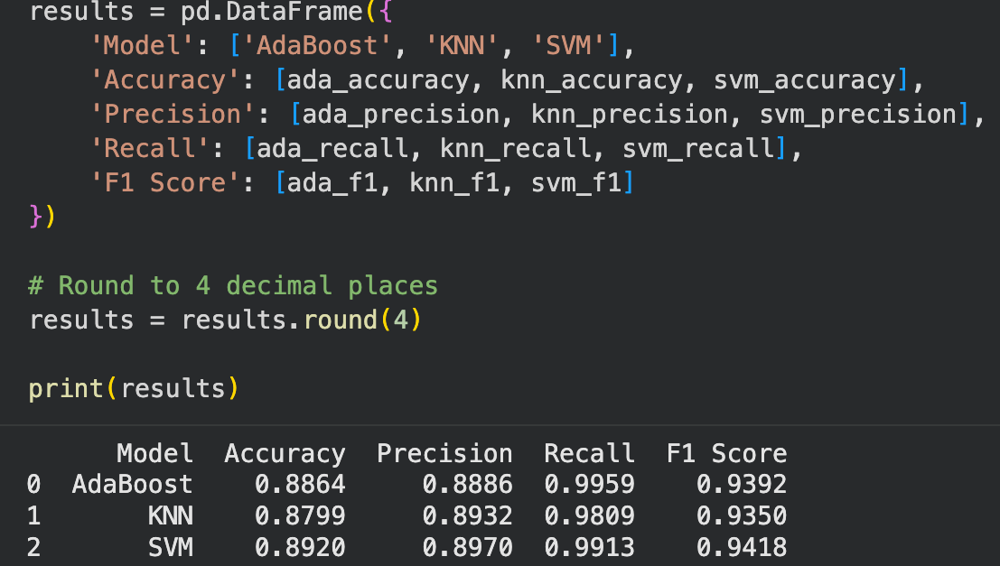 results = pd.DataFrame({
    'Model': ['AdaBoost', 'KNN', 'SVM'],
    'Accuracy': [ada_accuracy, knn_accuracy, svm_accuracy],
    'Precision': [ada_precision, knn_precision, svm_precision],
    'Recall': [ada_recall, knn_recall, svm_recall],
    'F1 Score': [ada_f1, knn_f1, svm_f1]
})
# Round to 4 decimal places
results = results.round(4)
print(results)
      Model  Accuracy  Precision  Recall  F1 Score
0  AdaBoost    0.8864     0.8886  0.9959    0.9392
1       KNN    0.8799     0.8932  0.9809    0.9350
2       SVM    0.8920     0.8970  0.9913    0.9418